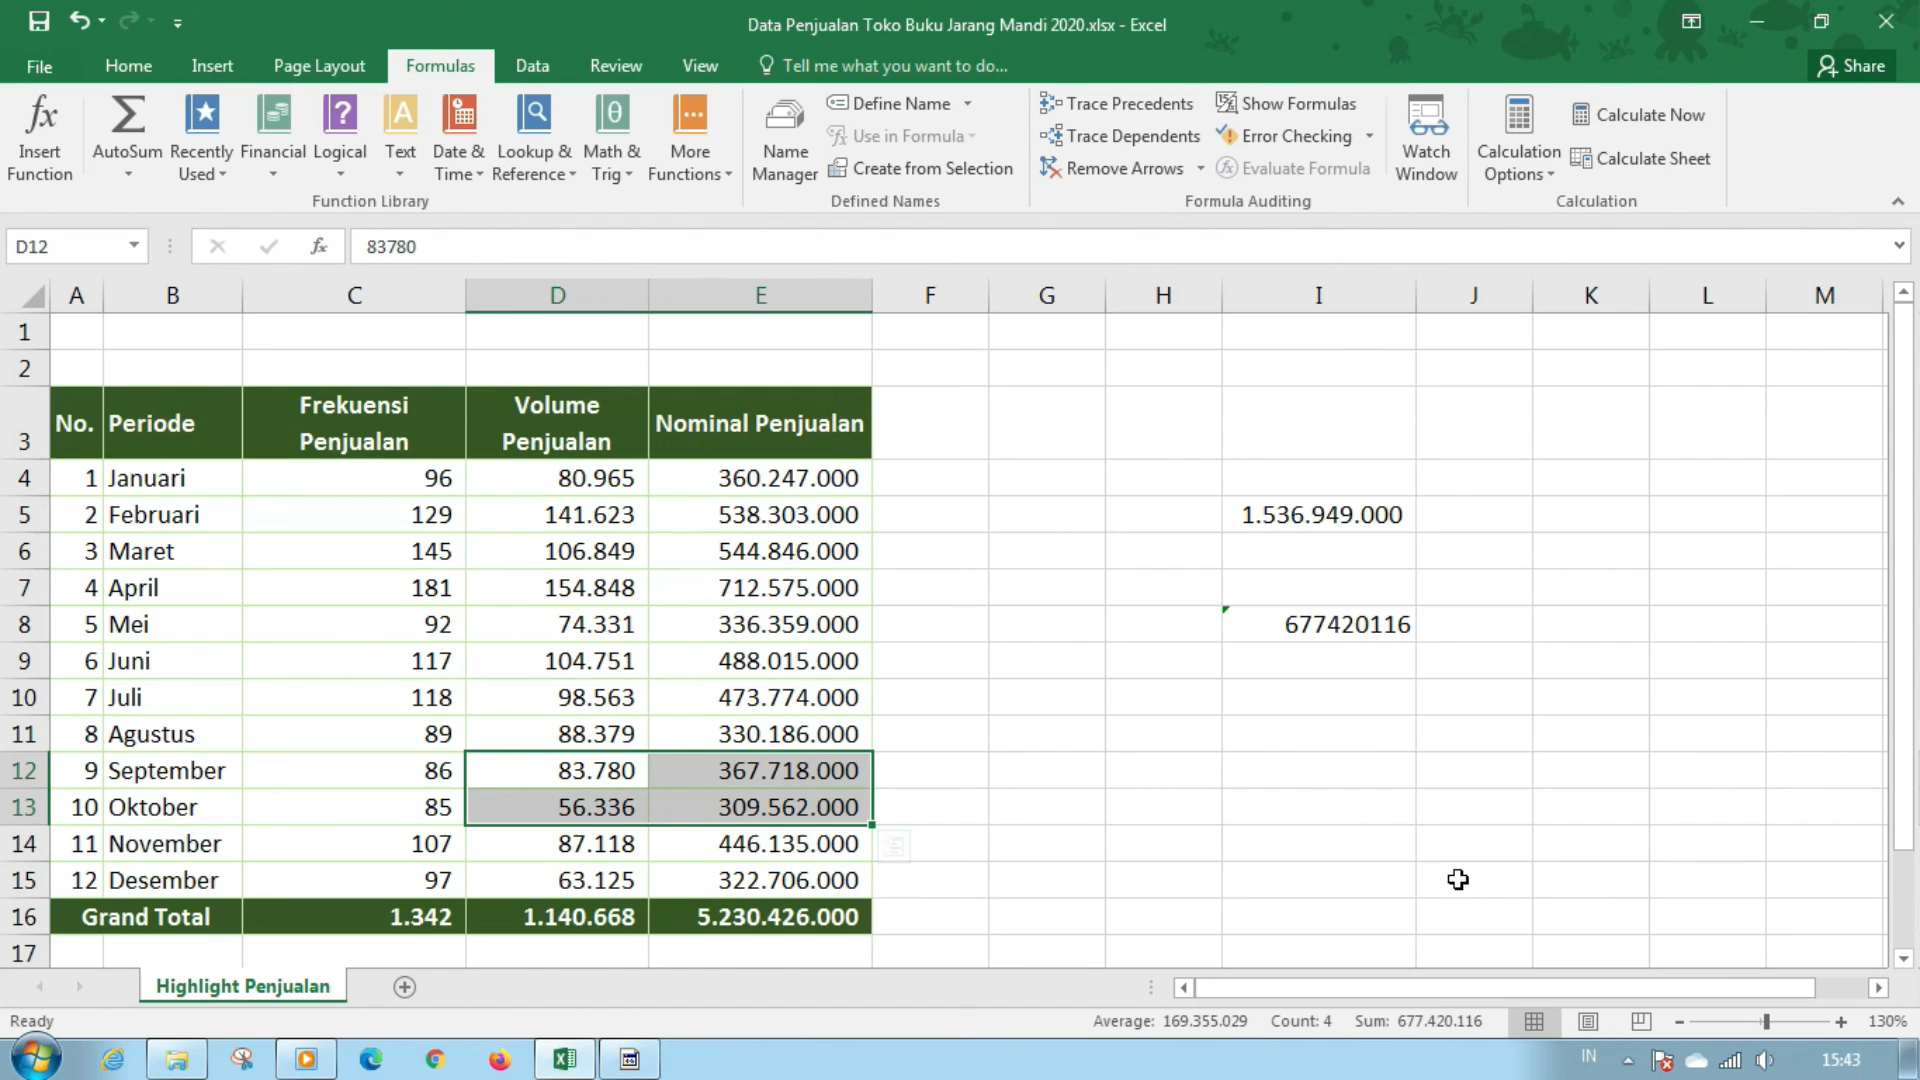 Data Penjualan Toko Buku Jarang Mandi 2020.xlsx - Excel
File Home Insert Page Layout Formulas Data Review View Tell me what you want to do... Share
Insert Function
AutoSum
Recently Used
Financial
Logical
Text
Date & Time
Lookup & Reference
Math & Trig
More Functions
Function Library
Name Manager
Define Name
Use in Formula
Create from Selection
Defined Names
Trace Precedents
Trace Dependents
Remove Arrows
Show Formulas
Error Checking
Evaluate Formula
Formula Auditing
Watch Window
Calculation Options
Calculate Now
Calculate Sheet
Calculation
D12 fx 83780
A B C D E F G H I J K L M
1
2
3 No. Periode Frekuensi Penjualan Volume Penjualan Nominal Penjualan
4 1 Januari 96 80.965 360.247.000
5 2 Februari 129 141.623 538.303.000 1.536.949.000
6 3 Maret 145 106.849 544.846.000
7 4 April 181 154.848 712.575.000
8 5 Mei 92 74.331 336.359.000 677420116
9 6 Juni 117 104.751 488.015.000
10 7 Juli 118 98.563 473.774.000
11 8 Agustus 89 88.379 330.186.000
12 9 September 86 83.780 367.718.000
13 10 Oktober 85 56.336 309.562.000
14 11 November 107 87.118 446.135.000
15 12 Desember 97 63.125 322.706.000
16 Grand Total 1.342 1.140.668 5.230.426.000
17
Highlight Penjualan
Ready Average: 169.355.029 Count: 4 Sum: 677.420.116 130%
IN 15:43